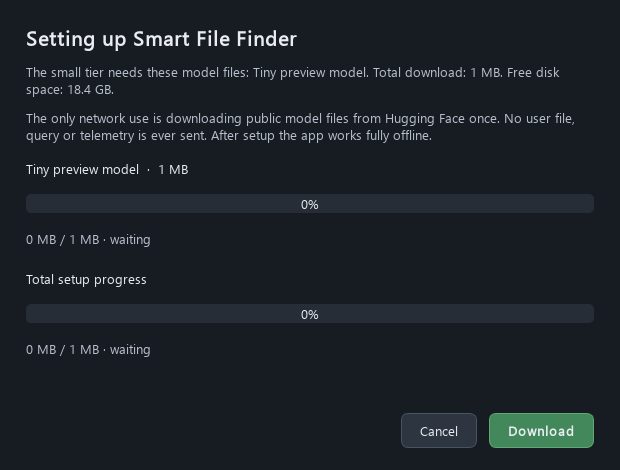 Setting up Smart File Finder
The small tier needs these model files: Tiny preview model. Total download: 1 MB. Free disk
space: 18.4 GB.
The only network use is downloading public model files from Hugging Face once. No user file,
query or telemetry is ever sent. After setup the app works fully offline.
Tiny preview model · 1 MB
0%
0 MB / 1 MB · waiting
Total setup progress
0%
0 MB / 1 MB · waiting
Cancel Download